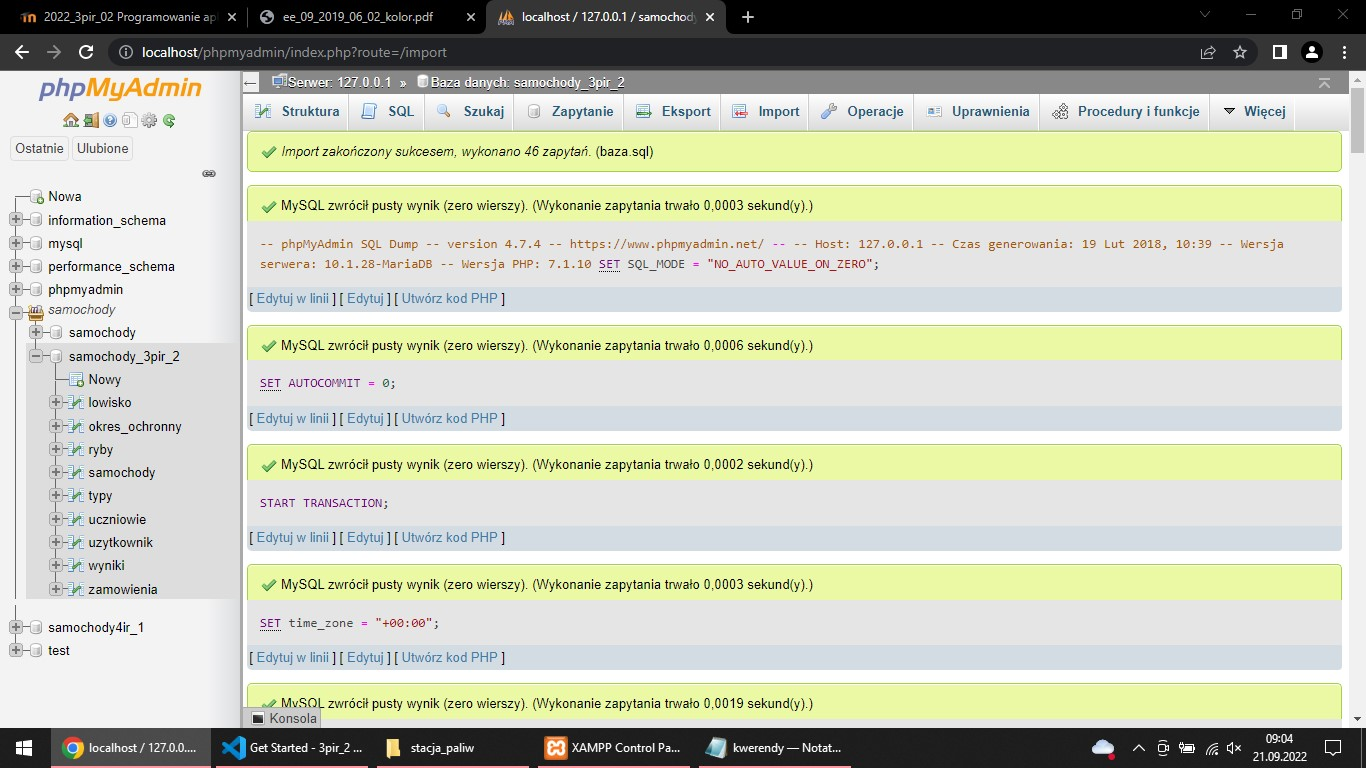 2022_3pir_02 Programowanie ap
ee_09_2019_06_02_kolor.pdf
localhost / 127.0.0.1 / samochody
localhost/phpmyadmin/index.php?route=/import
phpMyAdmin
Ostatnie
Ulubione
Nowa
information_schema
mysql
performance_schema
phpmyadmin
samochody
samochody
samochody_3pir_2
Nowy
lowisko
okres_ochronny
ryby
samochody
typy
uczniowie
uzytkownik
wyniki
zamowienia
samochody4ir_1
test
Serwer: 127.0.0.1 » Baza danych: samochody_3pir_2
Struktura SQL Szukaj Zapytanie Eksport Import Operacje Uprawnienia Procedury i funkcje Więcej
Import zakończony sukcesem, wykonano 46 zapytań. (baza.sql)
MySQL zwrócił pusty wynik (zero wierszy). (Wykonanie zapytania trwało 0,0003 sekund(y).)
-- phpMyAdmin SQL Dump -- version 4.7.4 -- https://www.phpmyadmin.net/ -- -- Host: 127.0.0.1 -- Czas generowania: 19 Lut 2018, 10:39 -- Wersja
serwera: 10.1.28-MariaDB -- Wersja PHP: 7.1.10 SET SQL_MODE = "NO_AUTO_VALUE_ON_ZERO";
[ Edytuj w linii ] [ Edytuj ] [ Utwórz kod PHP ]
MySQL zwrócił pusty wynik (zero wierszy). (Wykonanie zapytania trwało 0,0006 sekund(y).)
SET AUTOCOMMIT = 0;
[ Edytuj w linii ] [ Edytuj ] [ Utwórz kod PHP ]
MySQL zwrócił pusty wynik (zero wierszy). (Wykonanie zapytania trwało 0,0002 sekund(y).)
START TRANSACTION;
[ Edytuj w linii ] [ Edytuj ] [ Utwórz kod PHP ]
MySQL zwrócił pusty wynik (zero wierszy). (Wykonanie zapytania trwało 0,0003 sekund(y).)
SET time_zone = "+00:00";
[ Edytuj w linii ] [ Edytuj ] [ Utwórz kod PHP ]
MySQL zwrócił pusty wynik (zero wierszy). (Wykonanie zapytania trwało 0,0019 sekund(y).)
Konsola
localhost / 127.0.0....
Get Started - 3pir_2 ...
stacja_paliw
XAMPP Control Pa...
kwerendy — Notat...
09:04
21.09.2022